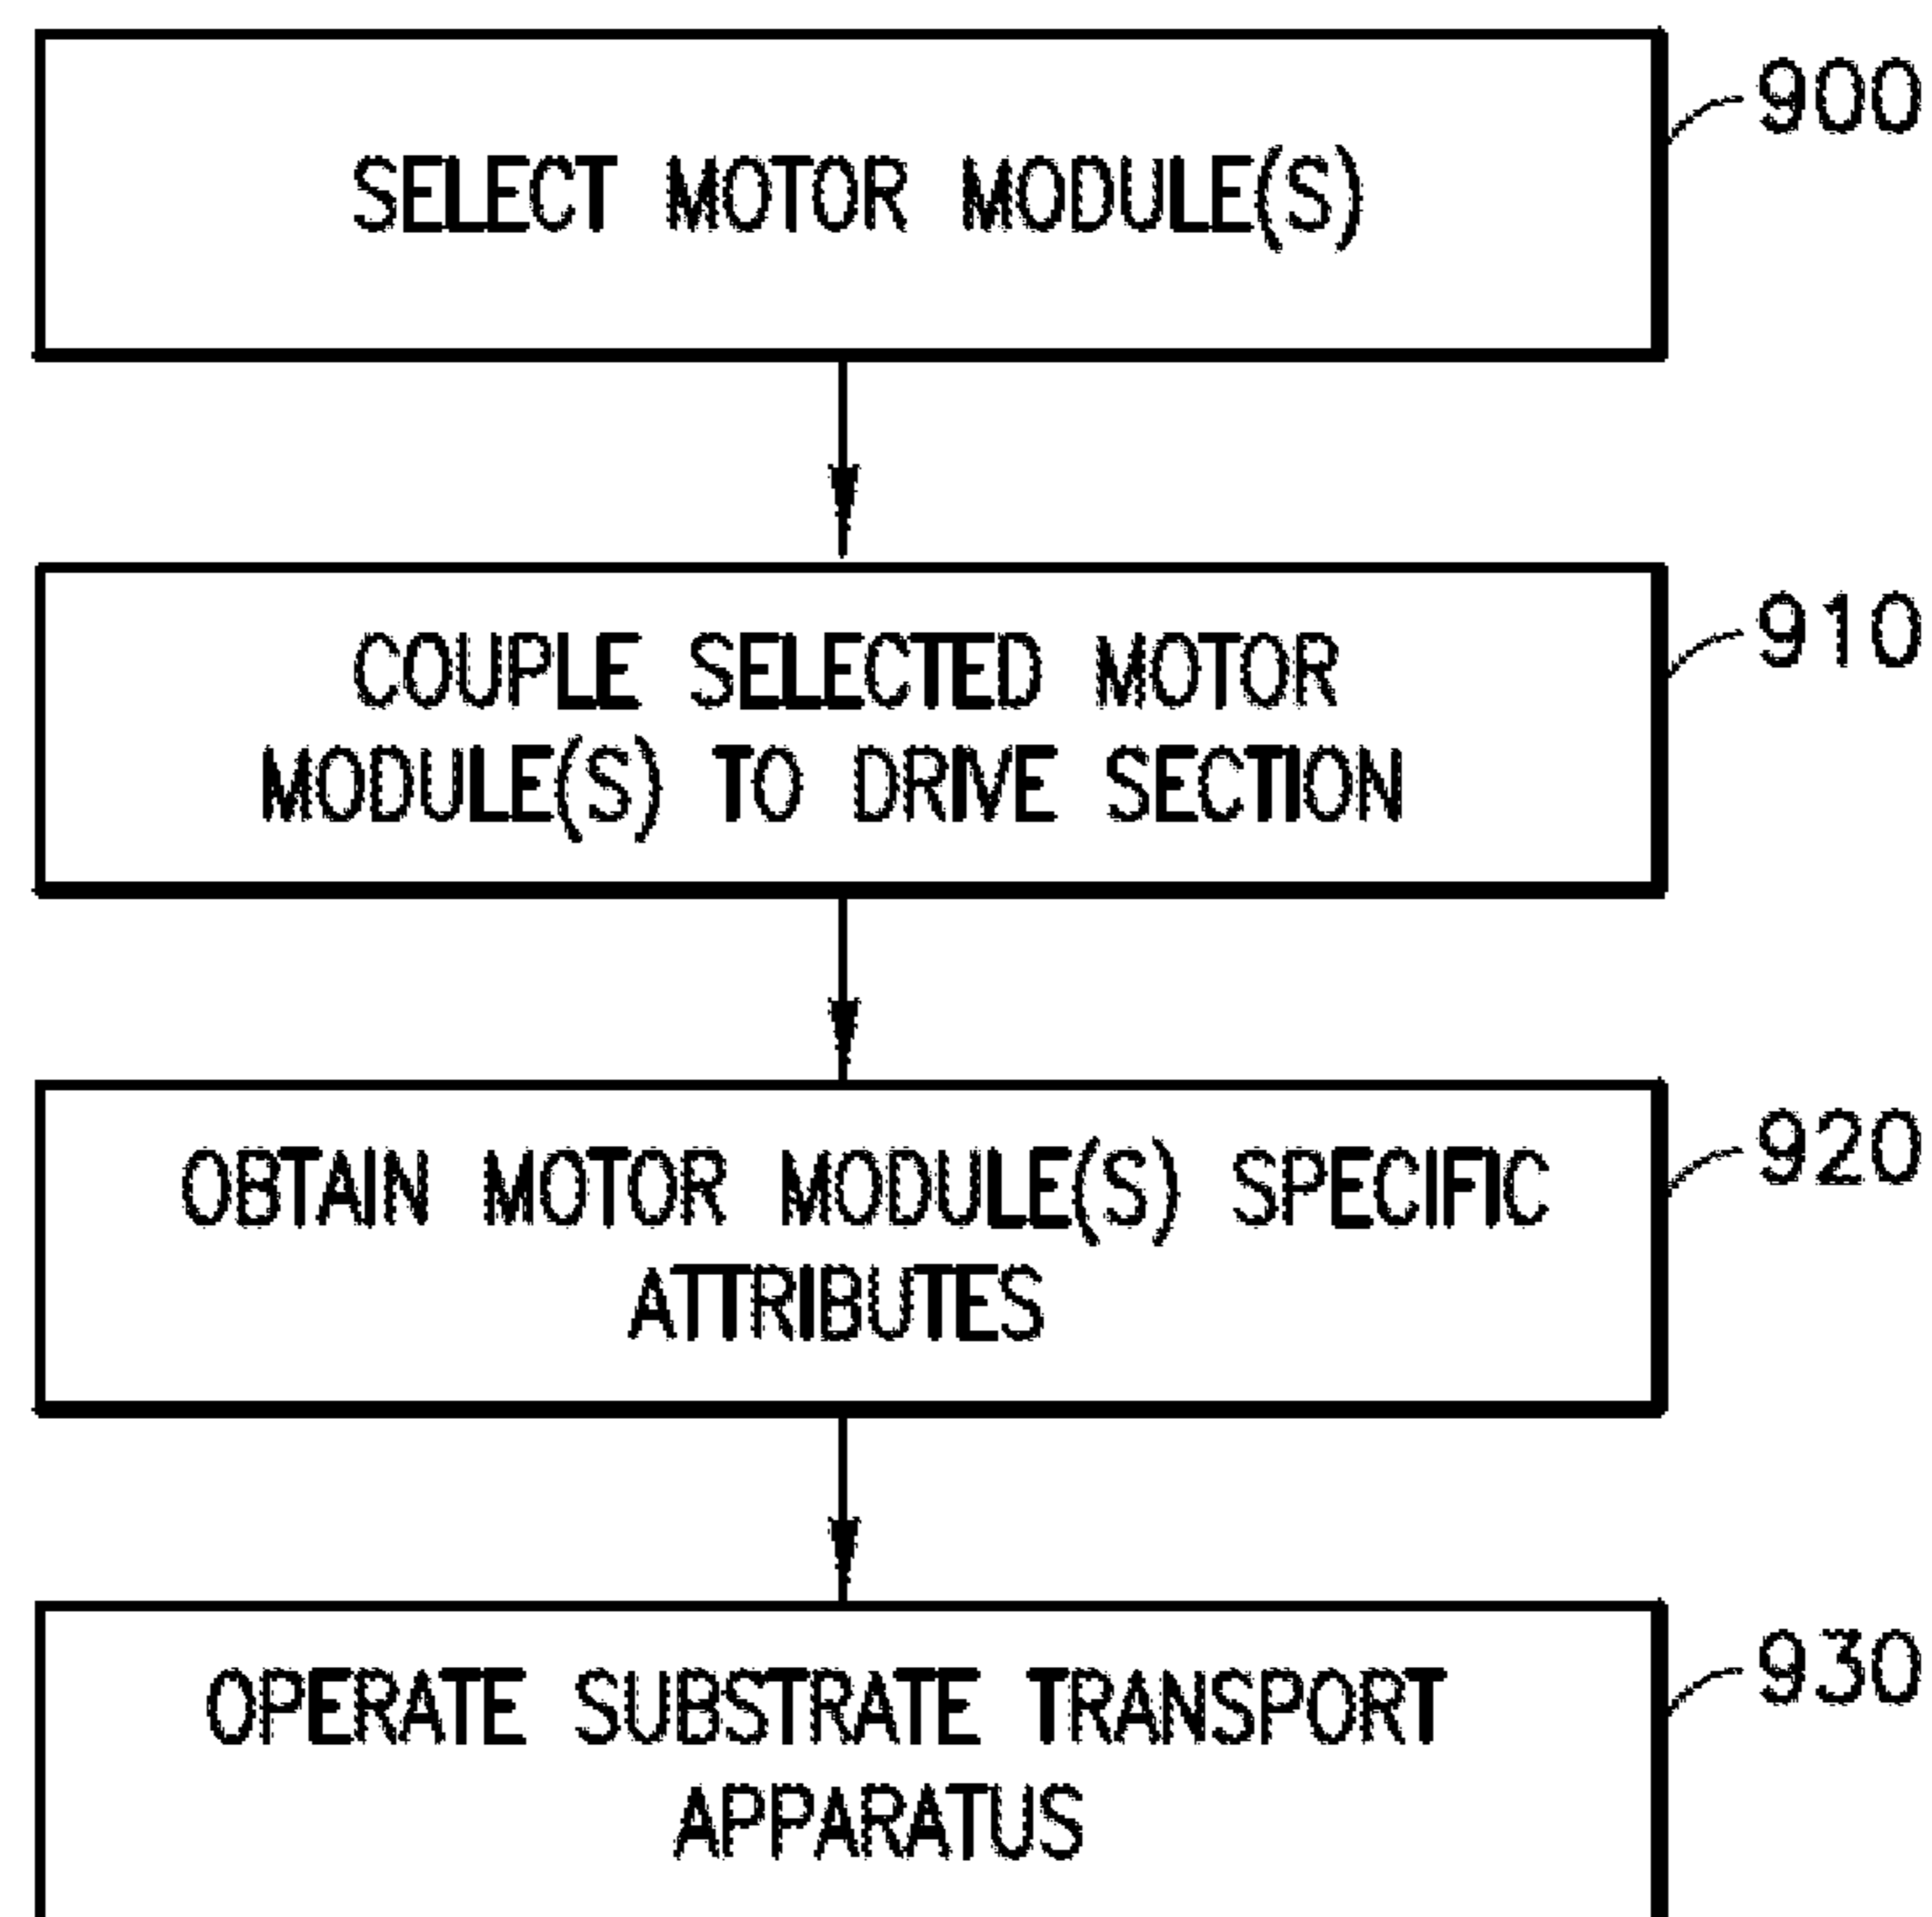 SELECT MOTOR MODULE(S)
900
COUPLE SELECTED MOTOR
MODULE(S) TO DRIVE SECTION
910
OBTAIN MOTOR MODULE(S) SPECIFIC
ATTRIBUTES
920
OPERATE SUBSTRATE TRANSPORT
APPARATUS
930